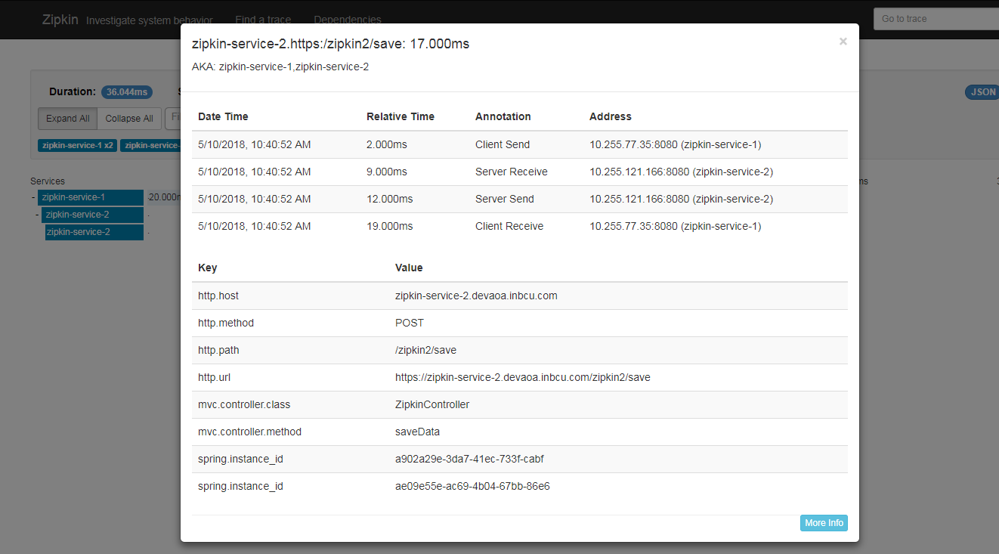 Zipkin Investigate system behavior Find a trace Dependencies Go to trace
zipkin-service-2.https:/zipkin2/save: 17.000ms ×
AKA: zipkin-service-1,zipkin-service-2
Duration: 36.044ms
JSON
Expand All Collapse All
zipkin-service-1 x2 zipkin-service-
Services
- zipkin-service-1 .20.000m
- zipkin-service-2 .
zipkin-service-2 .
Date Time Relative Time Annotation Address
5/10/2018, 10:40:52 AM 2.000ms Client Send 10.255.77.35:8080 (zipkin-service-1)
5/10/2018, 10:40:52 AM 9.000ms Server Receive 10.255.121.166:8080 (zipkin-service-2)
5/10/2018, 10:40:52 AM 12.000ms Server Send 10.255.121.166:8080 (zipkin-service-2)
5/10/2018, 10:40:52 AM 19.000ms Client Receive 10.255.77.35:8080 (zipkin-service-1)
Key Value
http.host zipkin-service-2.devaoa.inbcu.com
http.method POST
http.path /zipkin2/save
http.url https://zipkin-service-2.devaoa.inbcu.com/zipkin2/save
mvc.controller.class ZipkinController
mvc.controller.method saveData
spring.instance_id a902a29e-3da7-41ec-733f-cabf
spring.instance_id ae09e55e-ac69-4b04-67bb-86e6
More Info